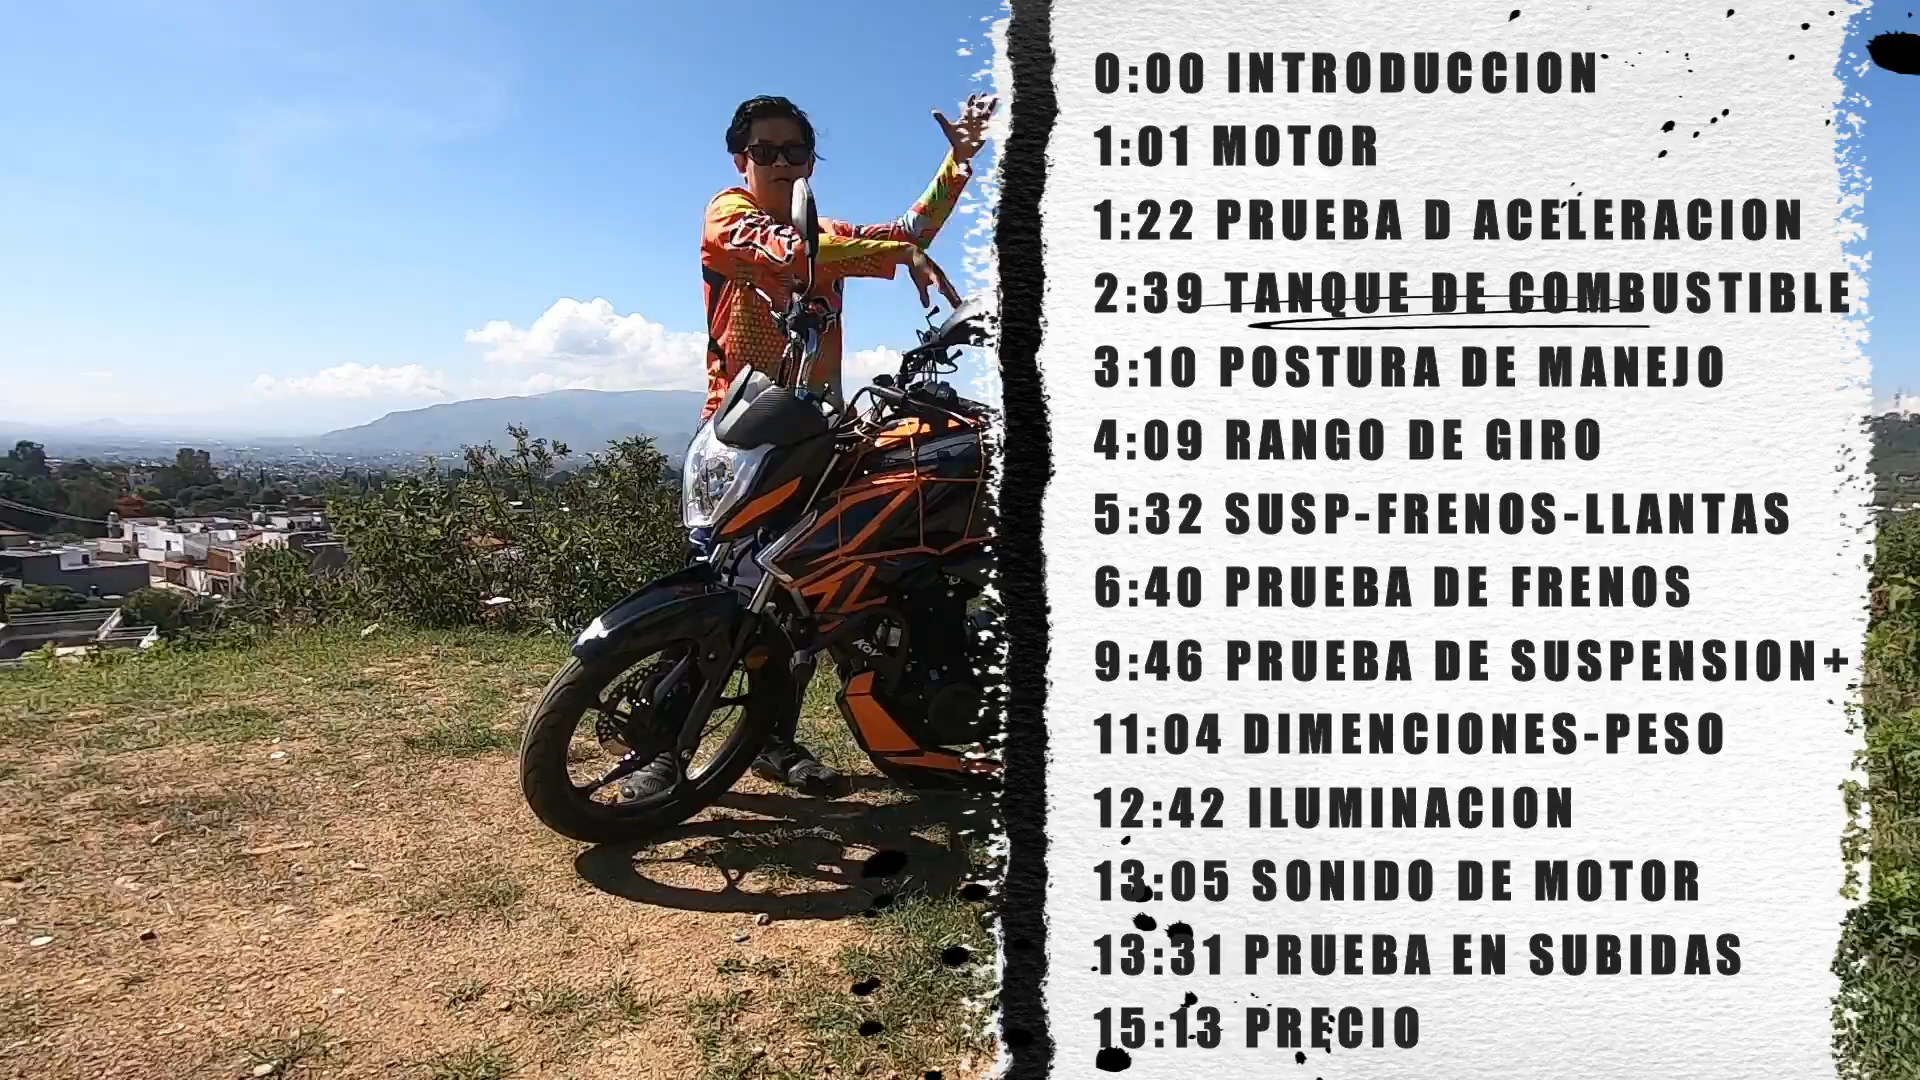 0:00 INTRODUCCION
1:01 MOTOR
1:22 PRUEBA D ACELERACION
2:39 TANQUE DE COMBUSTIBLE
3:10 POSTURA DE MANEJO
4:09 RANGO DE GIRO
5:32 SUSP-FRENOS-LLANTAS
6:40 PRUEBA DE FRENOS
9:46 PRUEBA DE SUSPENSION+
11:04 DIMENCIONES-PESO
12:42 ILUMINACION
13:05 SONIDO DE MOTOR
13:31 PRUEBA EN SUBIDAS
15:13 PRECIO